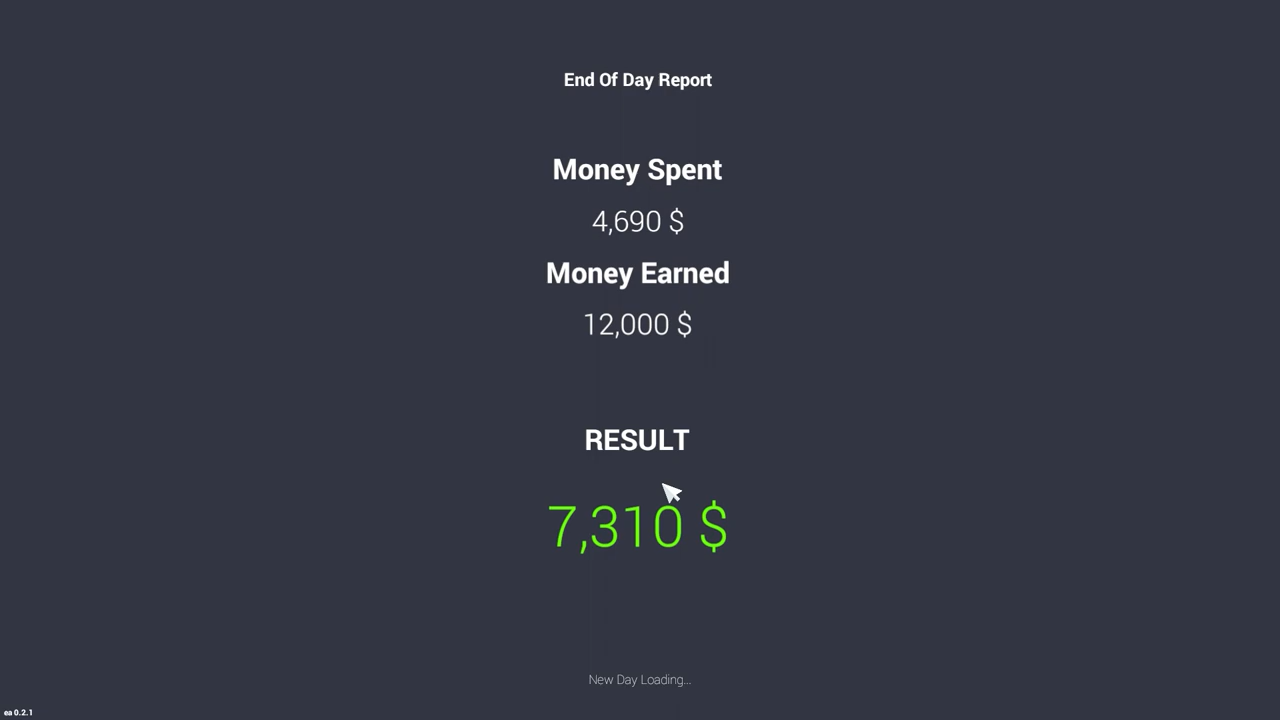 End Of Day Report
Money Spent
4,690 $
Money Earned
12,000 $
RESULT
7,310 $
New Day Loading...
ea 0.2.1